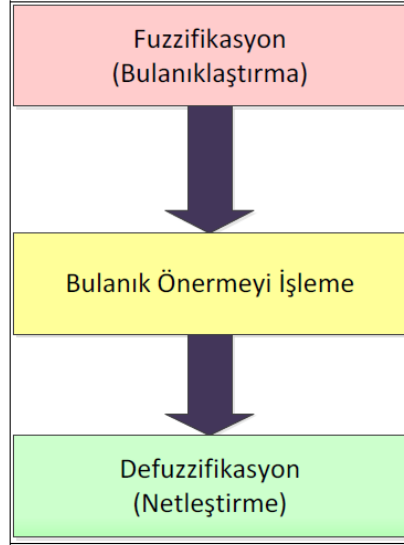 Fuzzifikasyon
(Bulanıklaştırma)
Bulanık Önermeyi İşleme
Defuzzifikasyon
(Netleştirme)